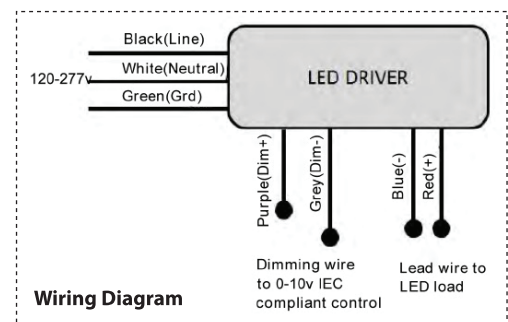 Black(Line)
120-277v
White(Neutral)
Green(Grd)
LED DRIVER
Purple(Dim+)
Grey(Dim-)
Blue(-)
Red(+)
Dimming wire
to 0-10v IEC
compliant control
Lead wire to
LED load
Wiring Diagram